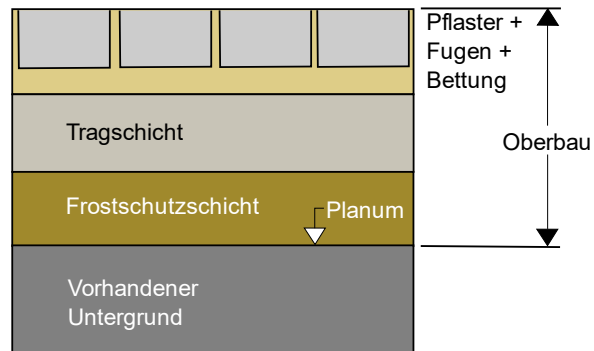 Pflaster +
Fugen +
Bettung
Tragschicht
Oberbau
Frostschutzschicht
Planum
Vorhandener
Untergrund